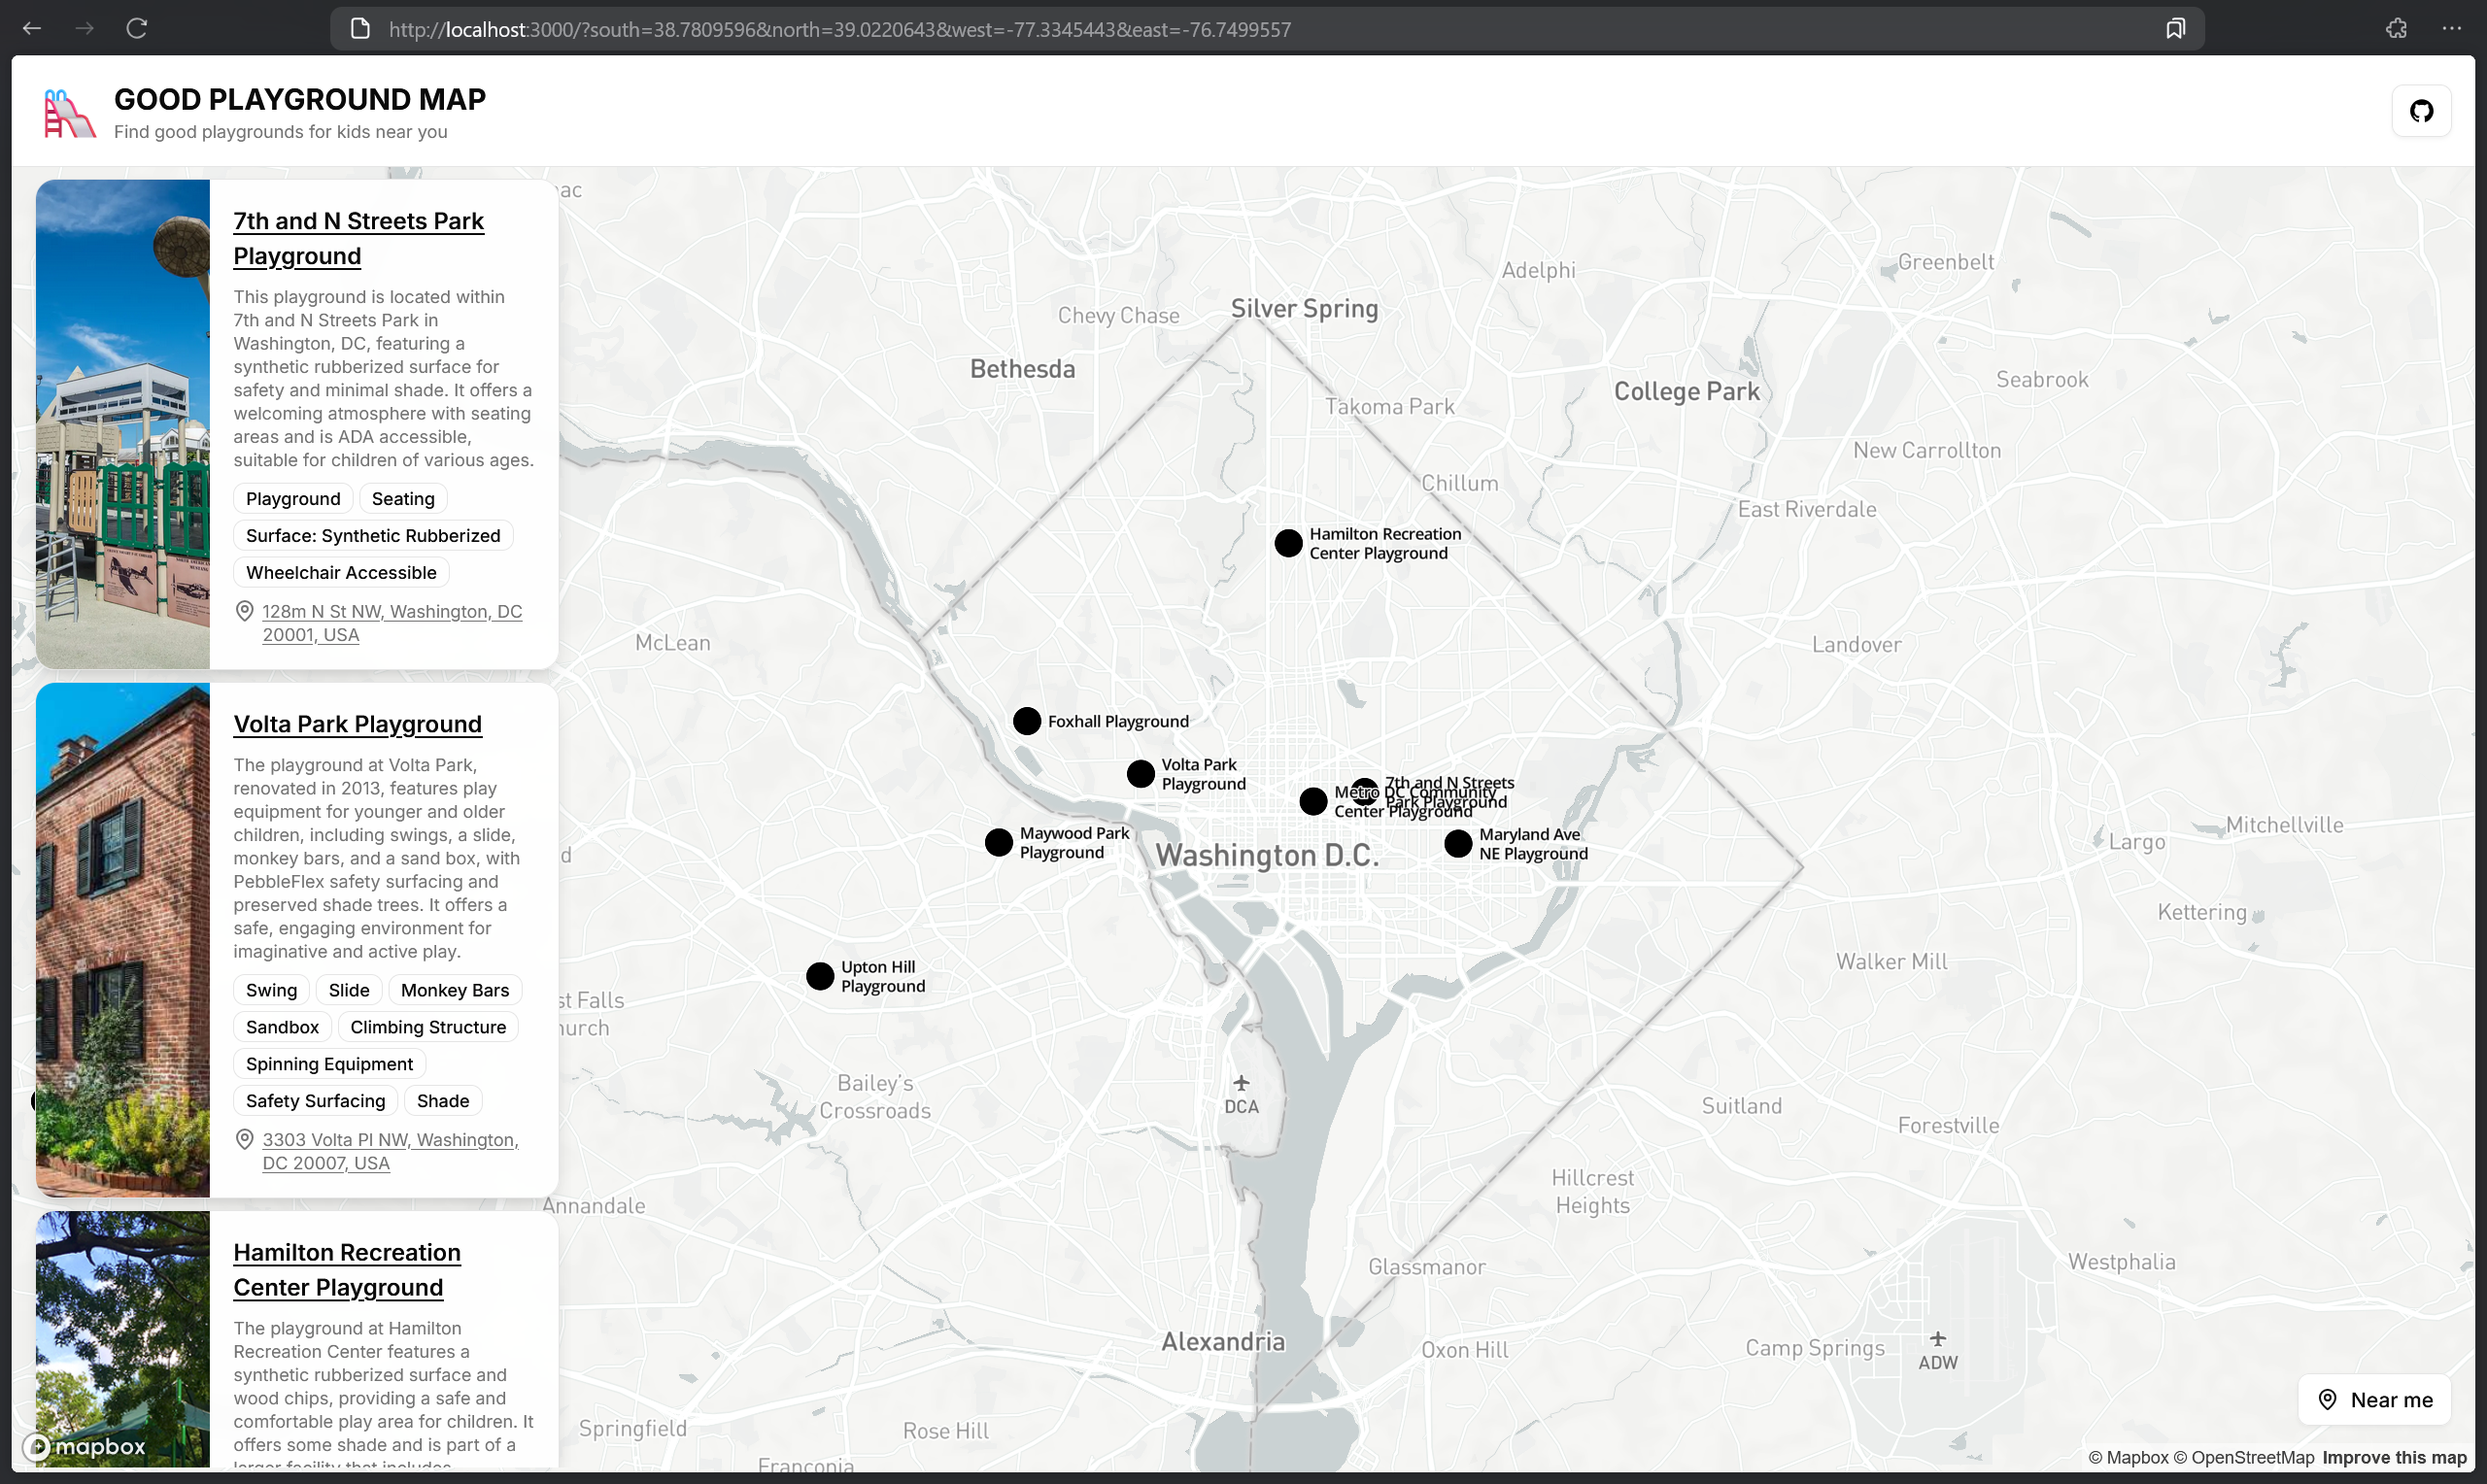 http://localhost:3000/?south=38.7809596&north=39.0220643&west=-77.3345443&east=-76.7499557
GOOD PLAYGROUND MAP
Find good playgrounds for kids near you
7th and N Streets Park
Playground
This playground is located within
7th and N Streets Park in
Washington, DC, featuring a
synthetic rubberized surface for
safety and minimal shade. It offers a
welcoming atmosphere with seating
areas and is ADA accessible,
suitable for children of various ages.
Playground
Seating
Surface: Synthetic Rubberized
Wheelchair Accessible
128m N St NW, Washington, DC
20001, USA
Volta Park Playground
The playground at Volta Park,
renovated in 2013, features play
equipment for younger and older
children, including swings, a slide,
monkey bars, and a sand box, with
PebbleFlex safety surfacing and
preserved shade trees. It offers a
safe, engaging environment for
imaginative and active play.
Swing
Slide
Monkey Bars
Sandbox
Climbing Structure
Spinning Equipment
Safety Surfacing
Shade
3303 Volta Pl NW, Washington,
DC 20007, USA
Hamilton Recreation
Center Playground
The playground at Hamilton
Recreation Center features a
synthetic rubberized surface and
wood chips, providing a safe and
comfortable play area for children. It
offers some shade and is part of a
larger facility that includes
mapbox
ac
Silver Spring
Chevy Chase
Bethesda
Adelphi
Greenbelt
Takoma Park
College Park
Seabrook
New Carrollton
Chillum
East Riverdale
Hamilton Recreation
Center Playground
McLean
Landover
Foxhall Playground
Volta Park
Playground
7th and N Streets
Park Playground
Metro DC Community
Center Playground
Maywood Park
Playground
Maryland Ave
NE Playground
Washington D.C.
Largo
Mitchellville
d
Kettering
Walker Mill
Upton Hill
Playground
st Falls
hurch
Bailey's
Crossroads
DCA
Suitland
Forestville
Hillcrest
Heights
Annandale
Glassmanor
Westphalia
Alexandria
Oxon Hill
Camp Springs
ADW
Springfield
Rose Hill
Franconia
Near me
© Mapbox © OpenStreetMap Improve this map